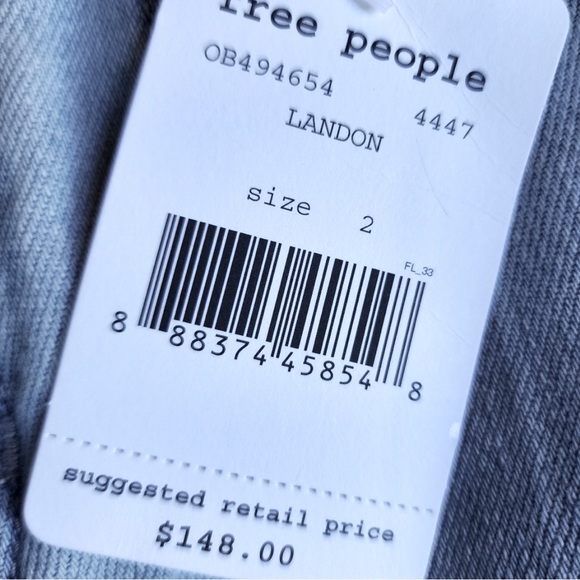 free people
OB494654 4447
LANDON
size 2
FL_33
8 88374 45854 8
suggested retail price
$148.00